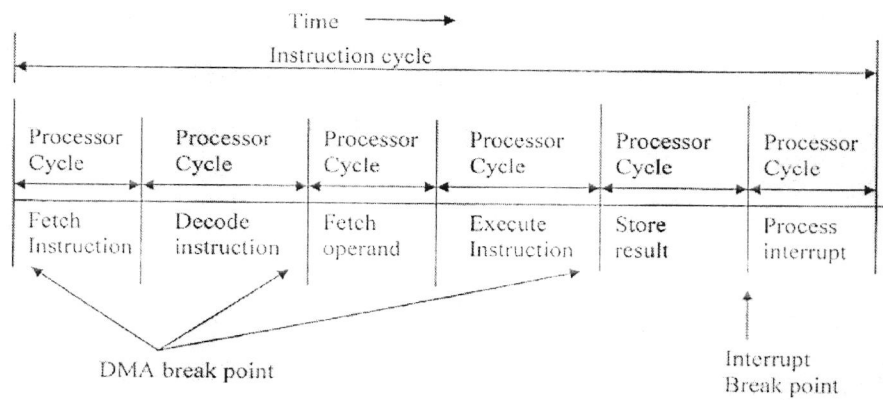 Time
Instruction cycle
Processor Cycle
Processor Cycle
Processor Cycle
Processor Cycle
Processor Cycle
Processor Cycle
Fetch Instruction
Decode instruction
Fetch operand
Execute Instruction
Store result
Process interrupt
DMA break point
Interrupt
Break point